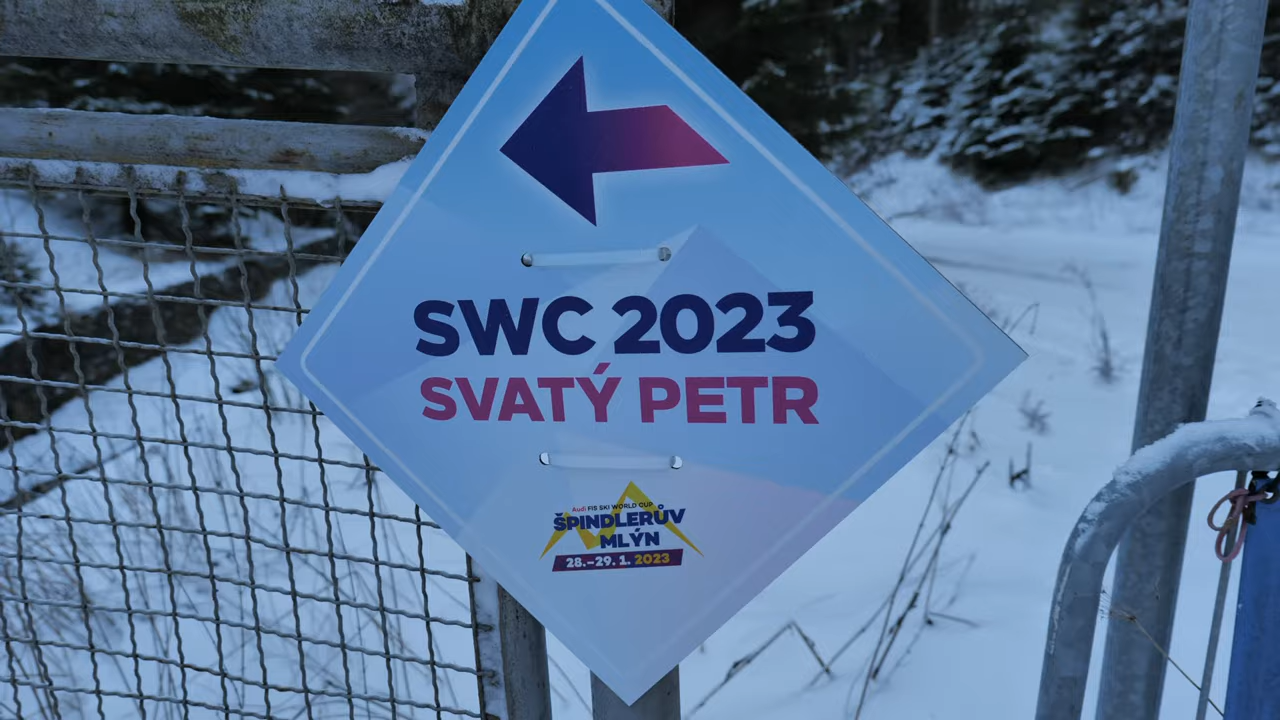 SWC 2023
SVATÝ PETR
Audi FIS SKI WORLD CUP
ŠPINDLERŮV
MLÝN
28.–29. 1. 2023